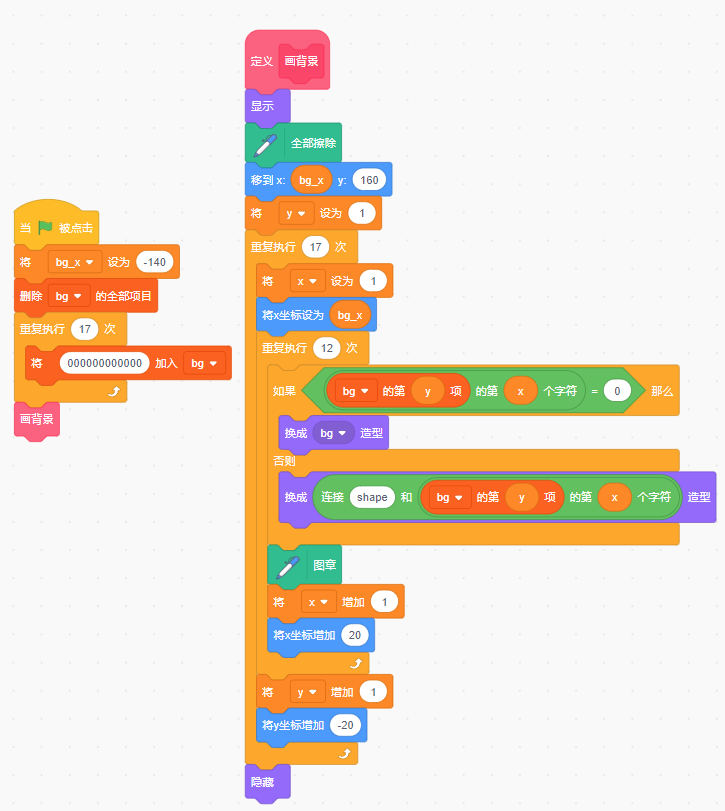 当 被点击
将 bg_x 设为 -140
删除 bg 的全部项目
重复执行 17 次
将 000000000000 加入 bg
画背景
定义 画背景
显示
全部擦除
移到 x: bg_x y: 160
将 y 设为 1
重复执行 17 次
将 x 设为 1
将x坐标设为 bg_x
重复执行 12 次
如果 bg 的第 y 项 的第 x 个字符 = 0 那么
换成 bg 造型
否则
换成 连接 shape 和 bg 的第 y 项 的第 x 个字符 造型
图章
将 x 增加 1
将x坐标增加 20
将 y 增加 1
将y坐标增加 -20
隐藏